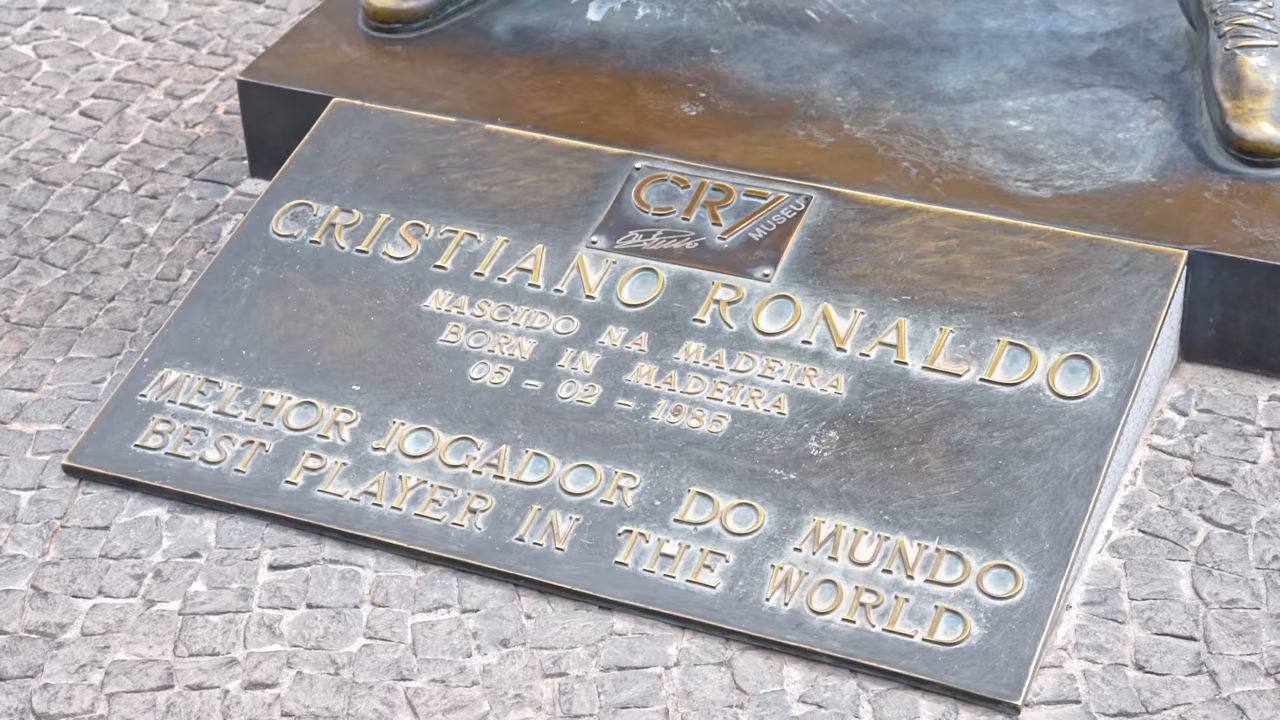 CR7
MUSEU
CRISTIANO RONALDO
NASCIDO NA MADEIRA
BORN IN MADEIRA
05 - 02 - 1985
MELHOR JOGADOR DO MUNDO
BEST PLAYER IN THE WORLD